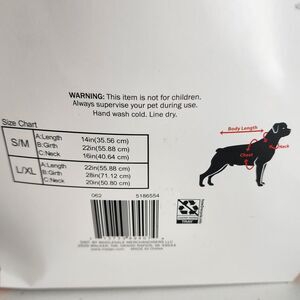 WARNING: This item is not for children.
Always supervise your pet during use.
Hand wash cold. Line dry.
Size Chart
S/M
A:Length 14in(35.56 cm)
B:Girth 22in(55.88 cm)
C:Neck 16in(40.64 cm)
L/XL
A:Length 22in(55.88 cm)
B:Girth 28in(71.12 cm)
C:Neck 20in(50.80 cm)
Body Length
Neck
Chest
062 5186554
MADE IN CHINA